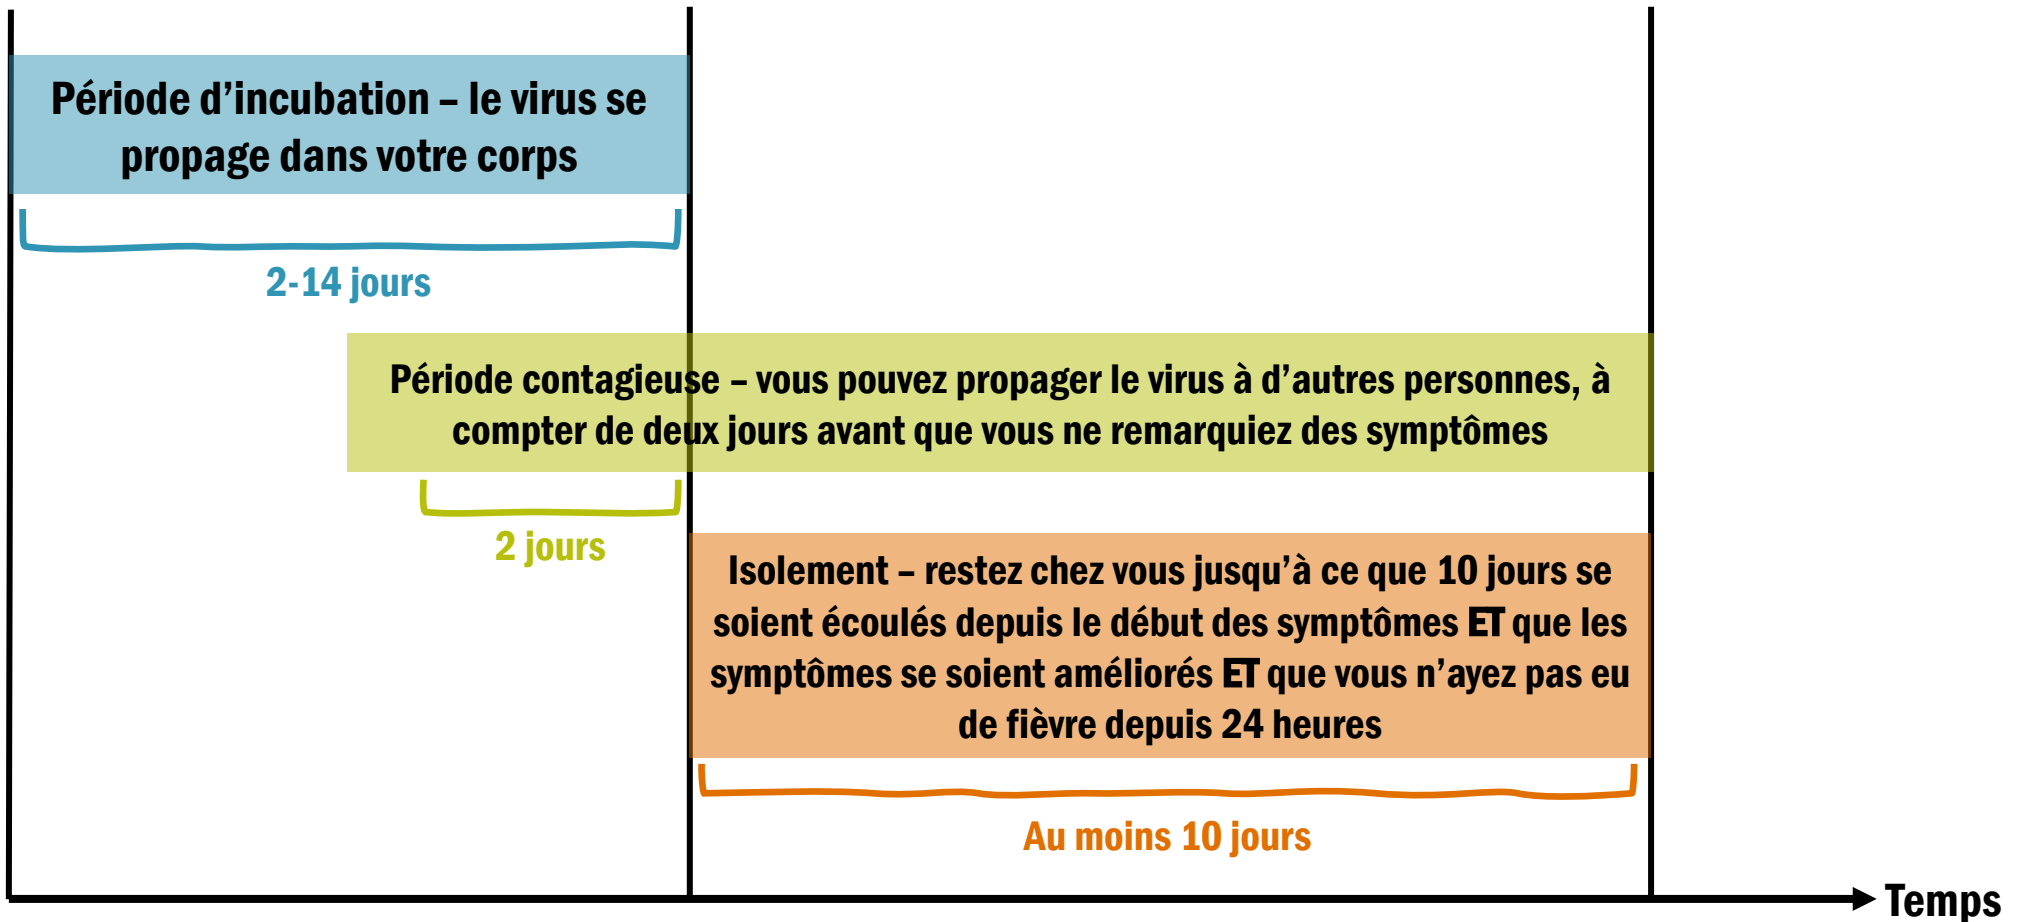 Période d’incubation – le virus se
propage dans votre corps
2-14 jours
Période contagieuse – vous pouvez propager le virus à d’autres personnes, à
compter de deux jours avant que vous ne remarquiez des symptômes
2 jours
Isolement – restez chez vous jusqu’à ce que 10 jours se
soient écoulés depuis le début des symptômes ET que les
symptômes se soient améliorés ET que vous n’ayez pas eu
de fièvre depuis 24 heures
Au moins 10 jours
Temps